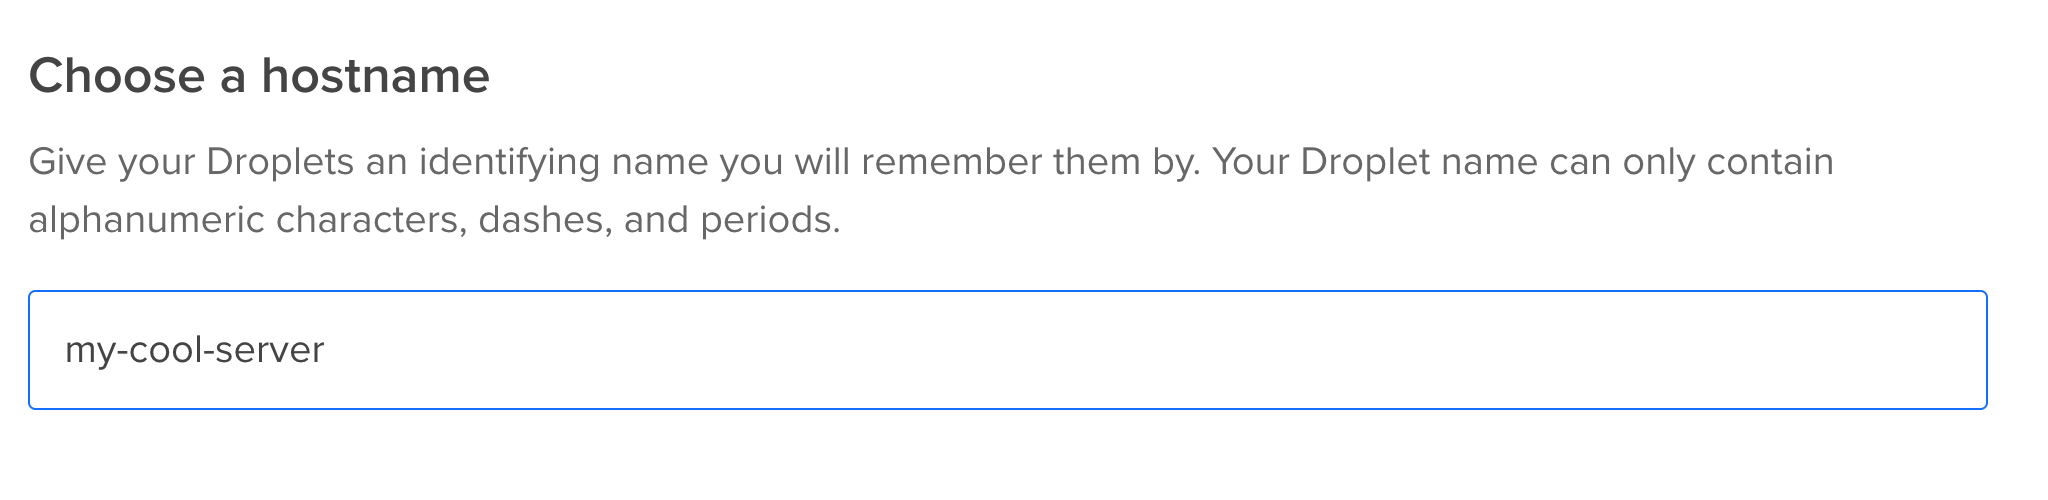 Choose a hostname
Give your Droplets an identifying name you will remember them by. Your Droplet name can only contain
alphanumeric characters, dashes, and periods.
my-cool-server